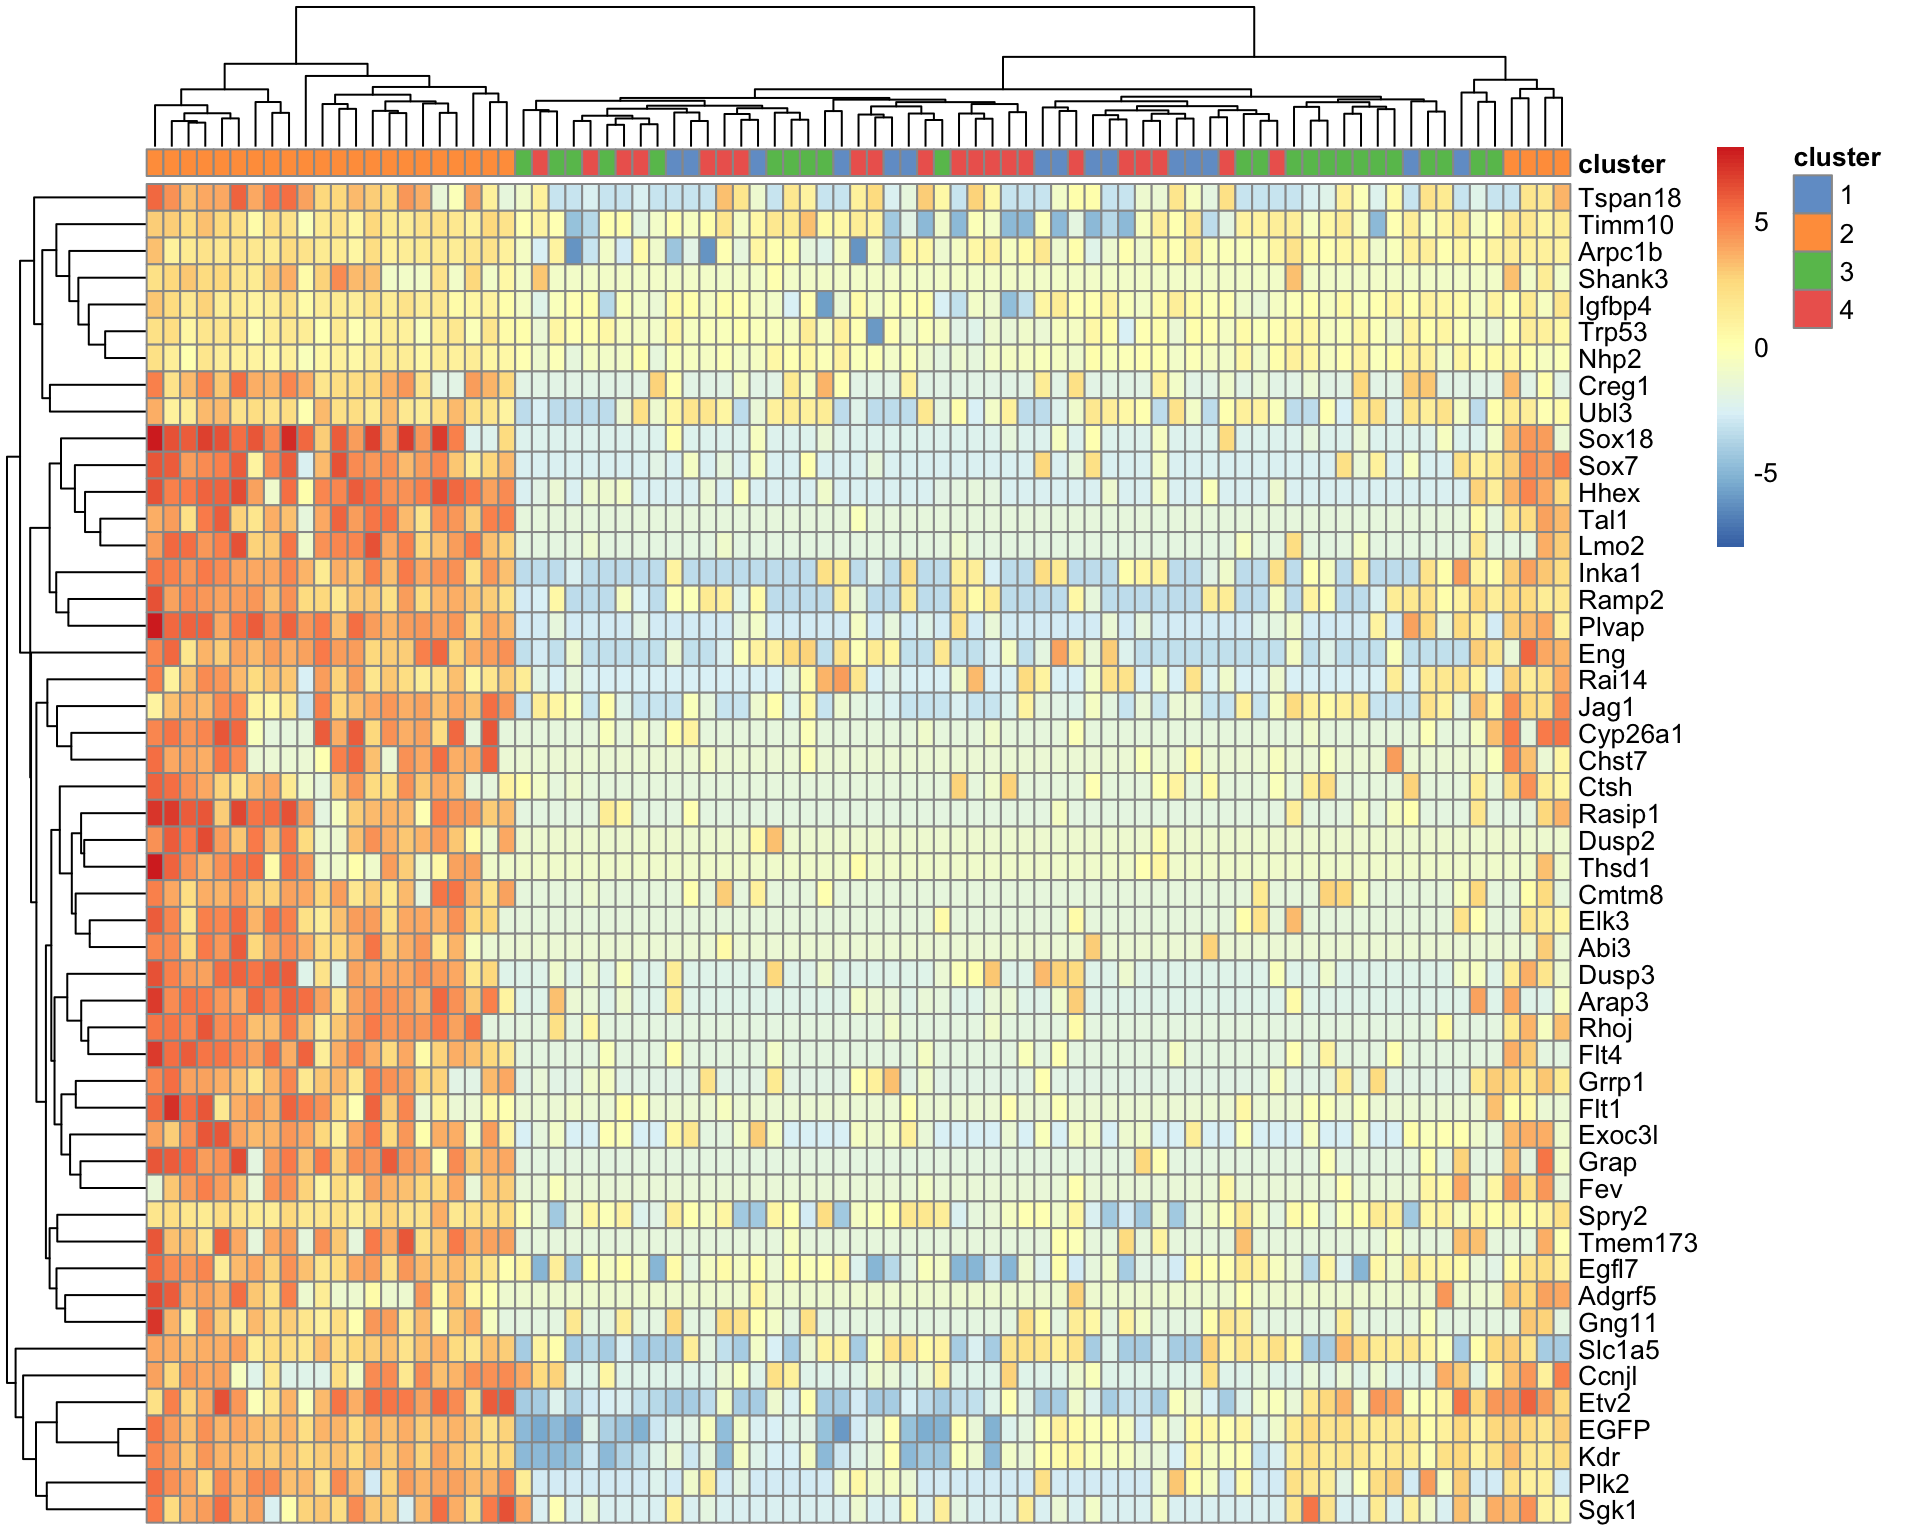 cluster
Tspan18
Timm10
Arpc1b
Shank3
Igfbp4
Trp53
Nhp2
Creg1
Ubl3
Sox18
Sox7
Hhex
Tal1
Lmo2
Inka1
Ramp2
Plvap
Eng
Rai14
Jag1
Cyp26a1
Chst7
Ctsh
Rasip1
Dusp2
Thsd1
Cmtm8
Elk3
Abi3
Dusp3
Arap3
Rhoj
Flt4
Grrp1
Flt1
Exoc3l
Grap
Fev
Spry2
Tmem173
Egfl7
Adgrf5
Gng11
Slc1a5
Ccnjl
Etv2
EGFP
Kdr
Plk2
Sgk1
5
0
-5
cluster
1
2
3
4